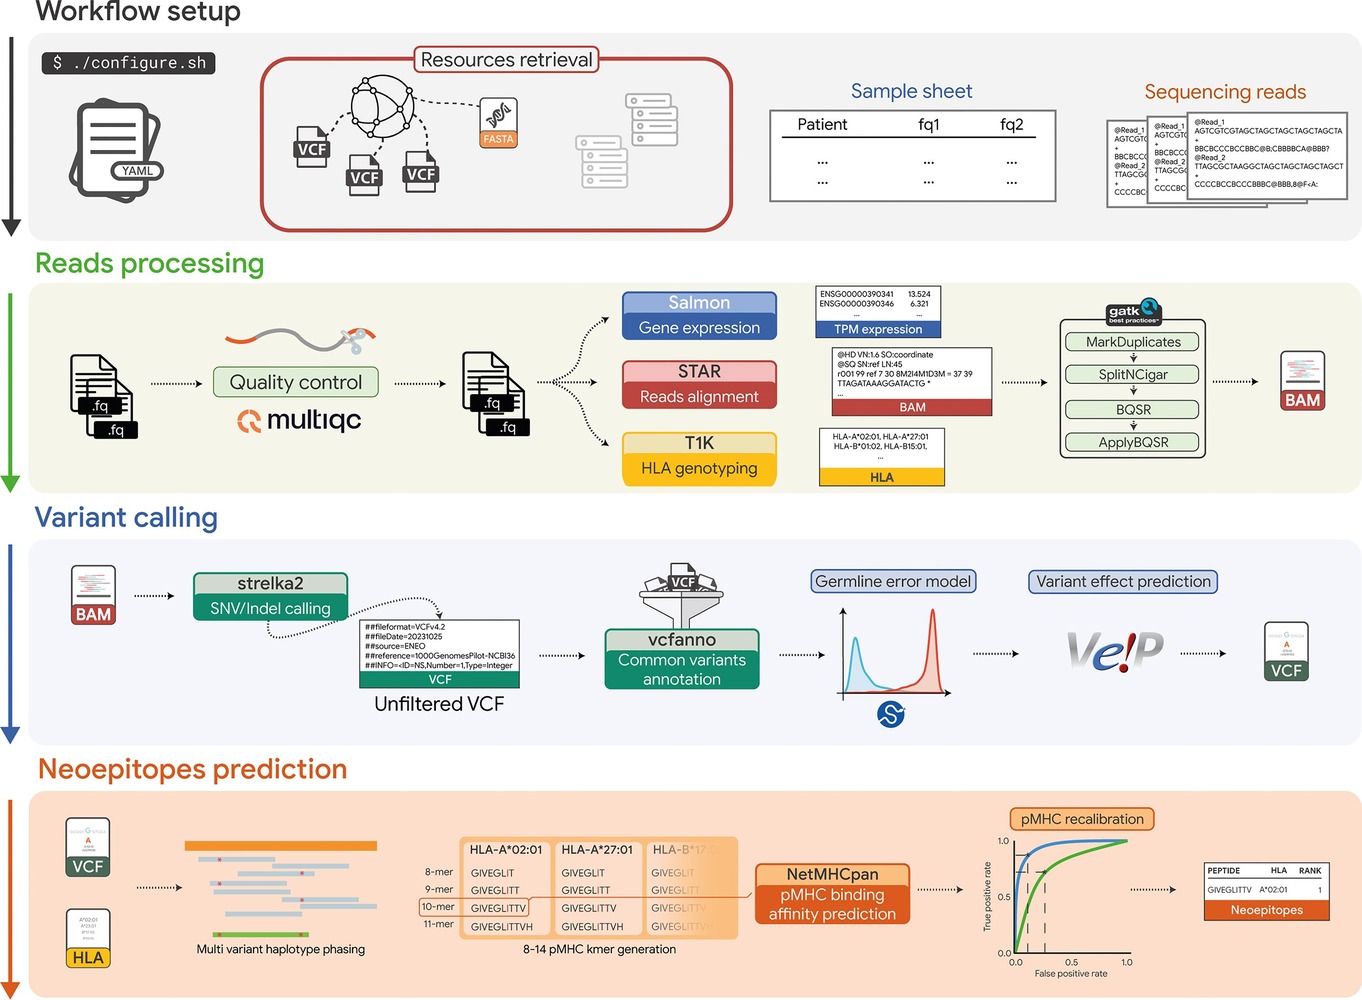 Workflow setup
$ ./configure.sh
YAML
Resources retrieval
VCF
VCF
VCF
FASTA
Sample sheet
Patient fq1 fq2
... ... ...
... ... ...
Sequencing reads
@Read_1
AGTCGTC
+
BBCBCCC
@Read_2
TTAGCGC
+
CCCCBC
@Read_1
AGTCGTC
+
BBCBCCC
@Read_2
TTAGCGC
+
CCCCBC
@Read_1
AGTCGTCGTAGCTAGCTAGCTAGCTAGCTA
+
BBCBCCCBCCBBC@B;CBBBBCA@BBB?
@Read_2
TTAGCGCTAAGGCTAGCTAGCTAGCTAGCT
+
CCCCBCCBCCCBBBC@BBB,8@F<A:
Reads processing
.fq
.fq
Quality control
multiqc
.fq
.fq
Salmon
Gene expression
STAR
Reads alignment
T1K
HLA genotyping
ENSG00000390341 13.524
ENSG00000390346 6.321
... ...
TPM expression
@HD VN:1.6 SO:coordinate
@SQ SN:ref LN:45
r001 99 ref 7 30 8M2I4M1D3M = 37 39
TTAGATAAAGGATACTG *
...
BAM
HLA-A*02:01, HLA-A*27:01
HLA-B*01:02, HLA-B15:01,
...
HLA
gatk
best practices
MarkDuplicates
SplitNCigar
BQSR
ApplyBQSR
BAM
Variant calling
BAM
strelka2
SNV/Indel calling
##fileformat=VCFv4.2
##fileDate=20231025
##source=ENEO
##reference=1000GenomesPilot-NCBI36
##INFO=<ID=NS,Number=1,Type=Integer
VCF
Unfiltered VCF
VCF
vcfanno
Common variants
annotation
Germline error model
Variant effect prediction
Ve!P
VCF
Neoepitopes prediction
VCF
HLA
Multi variant haplotype phasing
HLA-A*02:01 HLA-A*27:01 HLA-B*17:
8-mer GIVEGLIT GIVEGLIT GIVEGLIT
9-mer GIVEGLITT GIVEGLITT GIVEGLITT
10-mer GIVEGLITTV GIVEGLITTV GIVEGLITTV
11-mer GIVEGLITTVH GIVEGLITTVH GIVEGLITTV
8-14 pMHC kmer generation
NetMHCpan
pMHC binding
affinity prediction
pMHC recalibration
True positive rate
1.0
0.5
0.0
0.0 0.5 1.0
False positive rate
PEPTIDE HLA RANK
GIVEGLITTV A*02:01 1
Neoepitopes